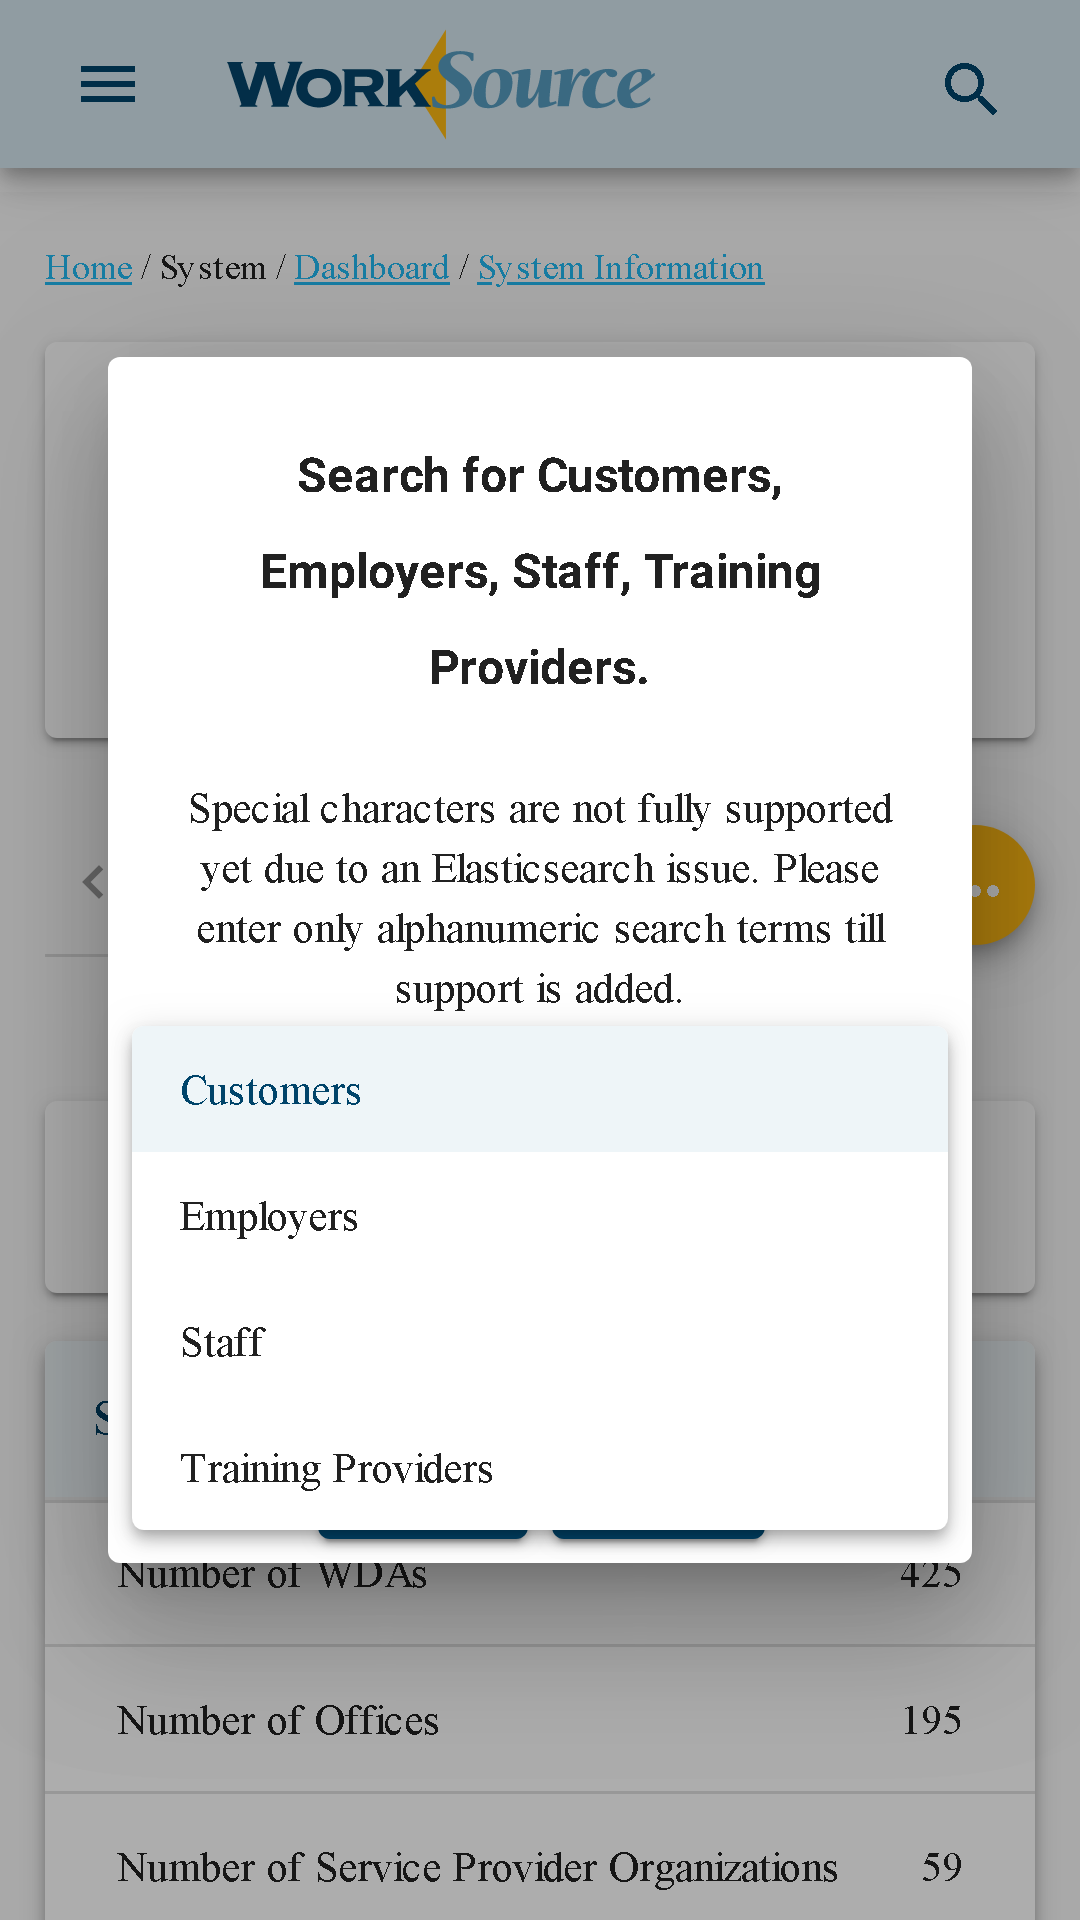 WorkSource
Home / System / Dashboard / System Information
Search for Customers,
Employers, Staff, Training
Providers.
Special characters are not fully supported
yet due to an Elasticsearch issue. Please
enter only alphanumeric search terms till
support is added.
Customers
Employers
Staff
Training Providers
Number of WDAs 425
Number of Offices 195
Number of Service Provider Organizations 59